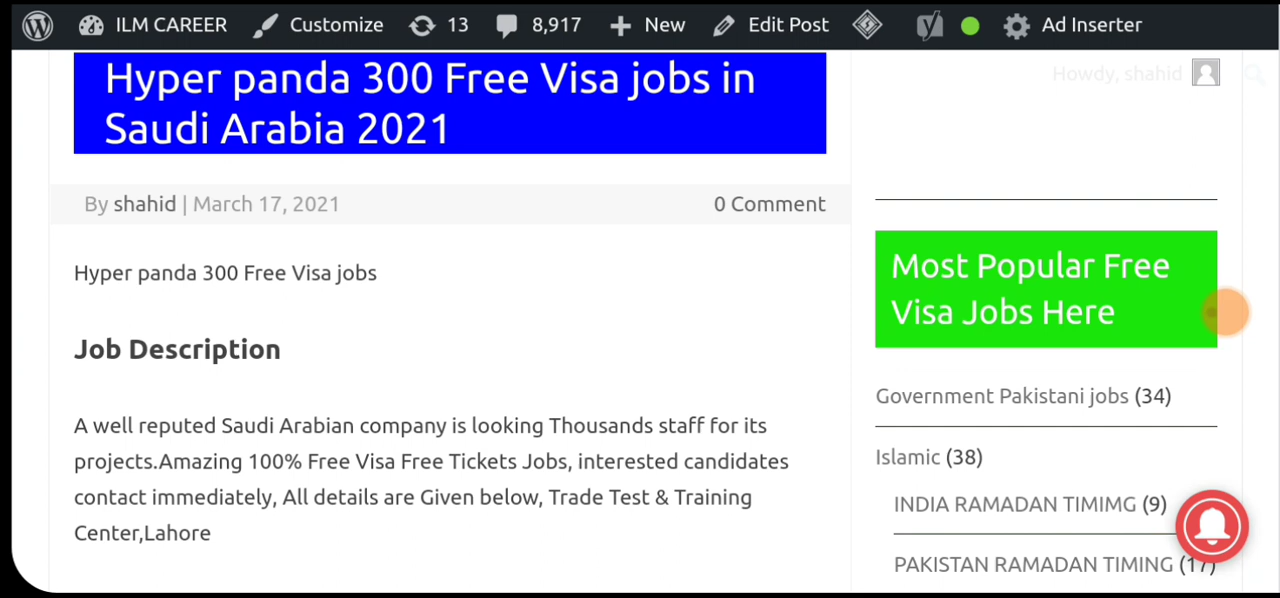 ILM CAREER Customize 13 8,917 New Edit Post Ad Inserter
Howdy, shahid
Hyper panda 300 Free Visa jobs in
Saudi Arabia 2021
By shahid | March 17, 2021 0 Comment
Hyper panda 300 Free Visa jobs
Job Description
A well reputed Saudi Arabian company is looking Thousands staff for its
projects.Amazing 100% Free Visa Free Tickets Jobs, interested candidates
contact immediately, All details are Given below, Trade Test & Training
Center,Lahore
Most Popular Free
Visa Jobs Here
Government Pakistani jobs (34)
Islamic (38)
INDIA RAMADAN TIMIMG (9)
PAKISTAN RAMADAN TIMING (17)